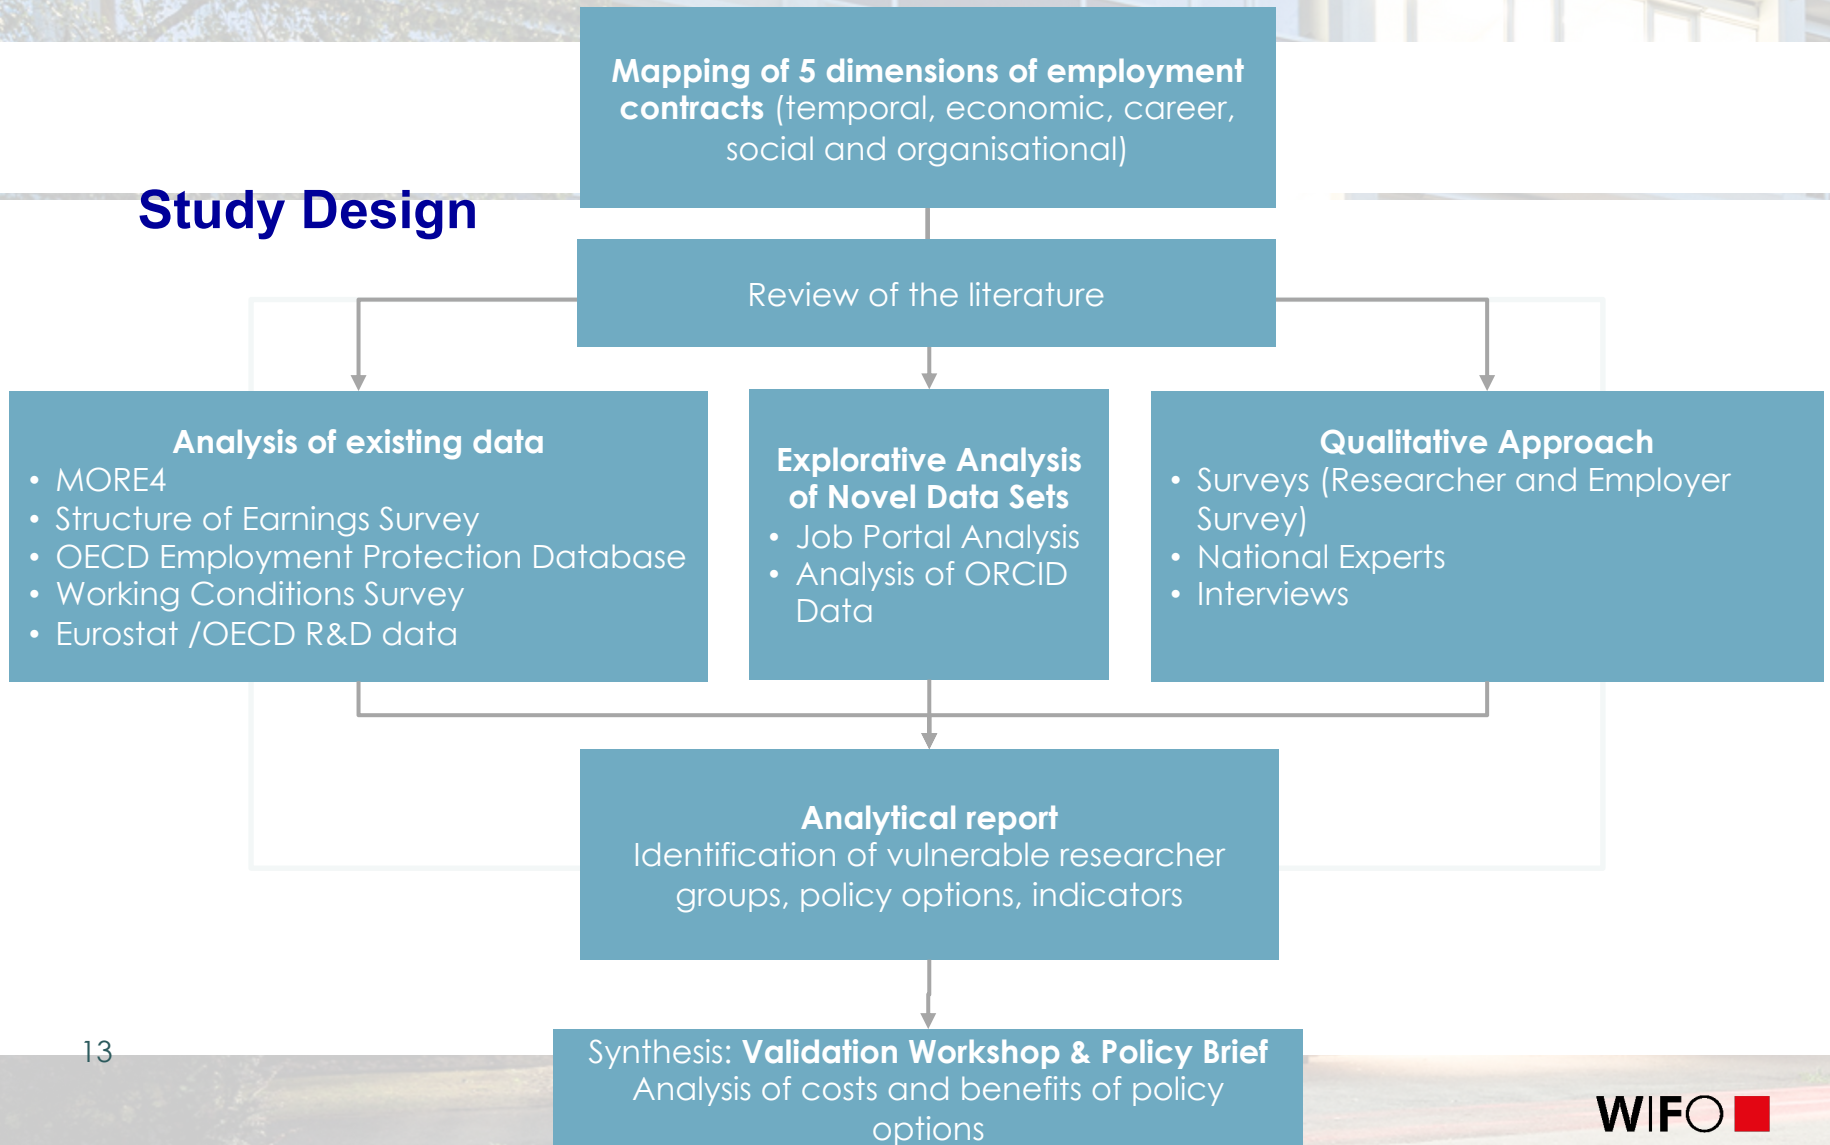 Mapping of 5 dimensions of employment
contracts (temporal, economic, career,
social and organisational)
Study Design
Review of the literature
Analysis of existing data
• MORE4
• Structure of Earnings Survey
• OECD Employment Protection Database
• Working Conditions Survey
• Eurostat /OECD R&D data
Explorative Analysis
of Novel Data Sets
• Job Portal Analysis
• Analysis of ORCID
Data
Qualitative Approach
• Surveys (Researcher and Employer
Survey)
• National Experts
• Interviews
Analytical report
Identification of vulnerable researcher
groups, policy options, indicators
Synthesis: Validation Workshop & Policy Brief
Analysis of costs and benefits of policy
options
13
WIFO